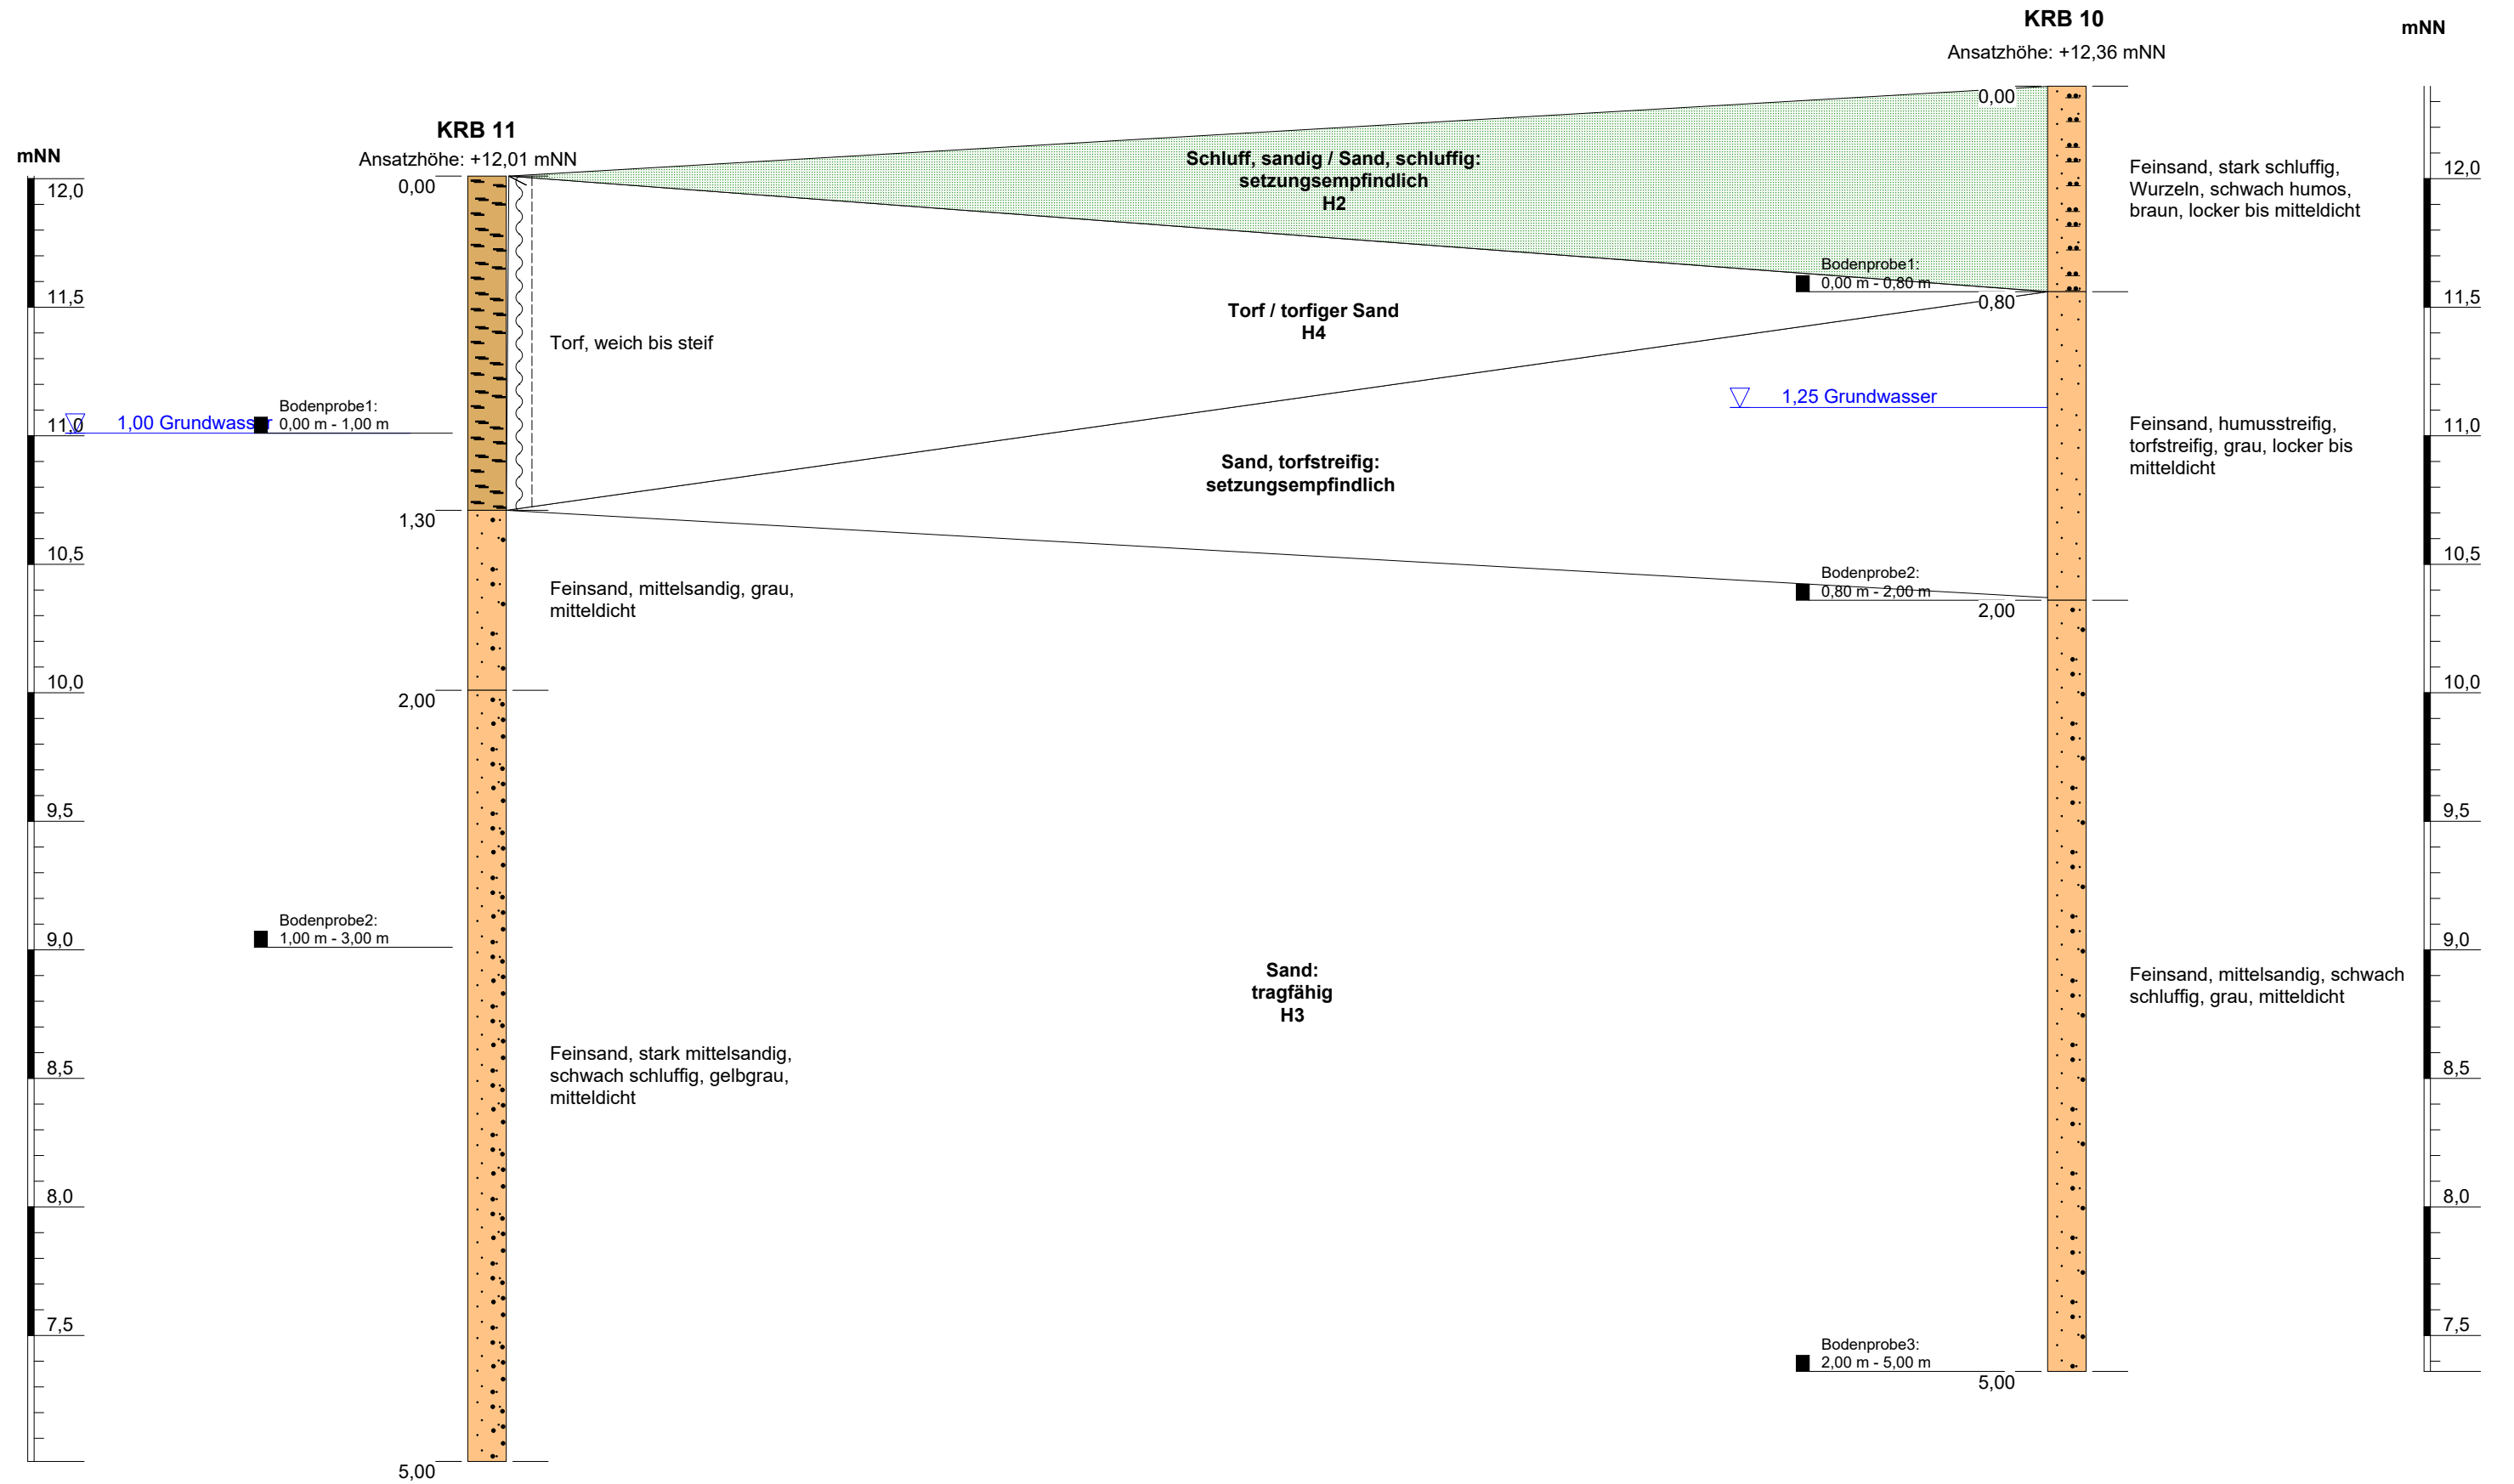 KRB 10
Ansatzhöhe: +12,36 mNN
mNN
KRB 11
Ansatzhöhe: +12,01 mNN
mNN
12,0
11,5
11,0
10,5
10,0
9,5
9,0
8,5
8,0
7,5
1,00 Grundwasser
Bodenprobe1:
0,00 m - 1,00 m
Bodenprobe2:
1,00 m - 3,00 m
0,00
1,30
2,00
5,00
Torf, weich bis steif
Feinsand, mittelsandig, grau,
mitteldicht
Feinsand, stark mittelsandig,
schwach schluffig, gelbgrau,
mitteldicht
Schluff, sandig / Sand, schluffig:
setzungsempfindlich
H2
Torf / torfiger Sand
H4
Sand, torfstreifig:
setzungsempfindlich
Sand:
tragfähig
H3
1,25 Grundwasser
Bodenprobe1:
0,00 m - 0,80 m
Bodenprobe2:
0,80 m - 2,00 m
Bodenprobe3:
2,00 m - 5,00 m
0,00
0,80
2,00
5,00
Feinsand, stark schluffig,
Wurzeln, schwach humos,
braun, locker bis mitteldicht
Feinsand, humusstreifig,
torfstreifig, grau, locker bis
mitteldicht
Feinsand, mittelsandig, schwach
schluffig, grau, mitteldicht
12,0
11,5
11,0
10,5
10,0
9,5
9,0
8,5
8,0
7,5